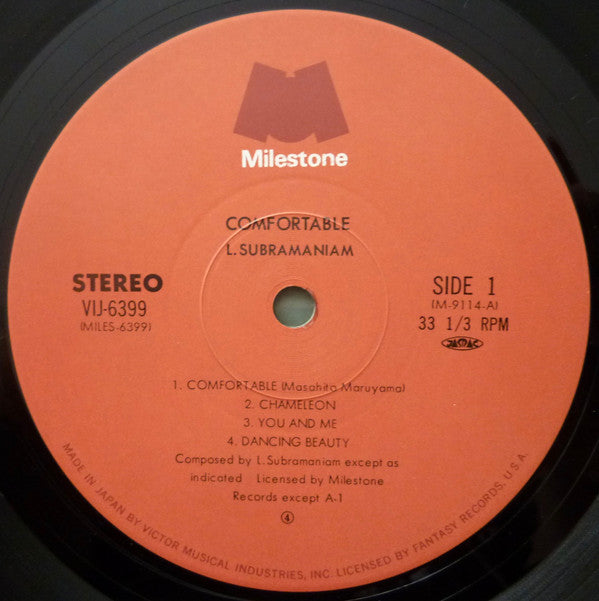 Milestone
COMFORTABLE
L. SUBRAMANIAM
STEREO
VIJ-6399
(MILES-6399)
SIDE 1
(M-9114-A)
33 1/3 RPM
JASRAC
1. COMFORTABLE (Masahito Maruyama)
2. CHAMELEON
3. YOU AND ME
4. DANCING BEAUTY
Composed by L. Subramaniam except as
indicated Licensed by Milestone
Records except A-1
④
MADE IN JAPAN BY VICTOR MUSICAL INDUSTRIES, INC. LICENSED BY FANTASY RECORDS, U.S.A.